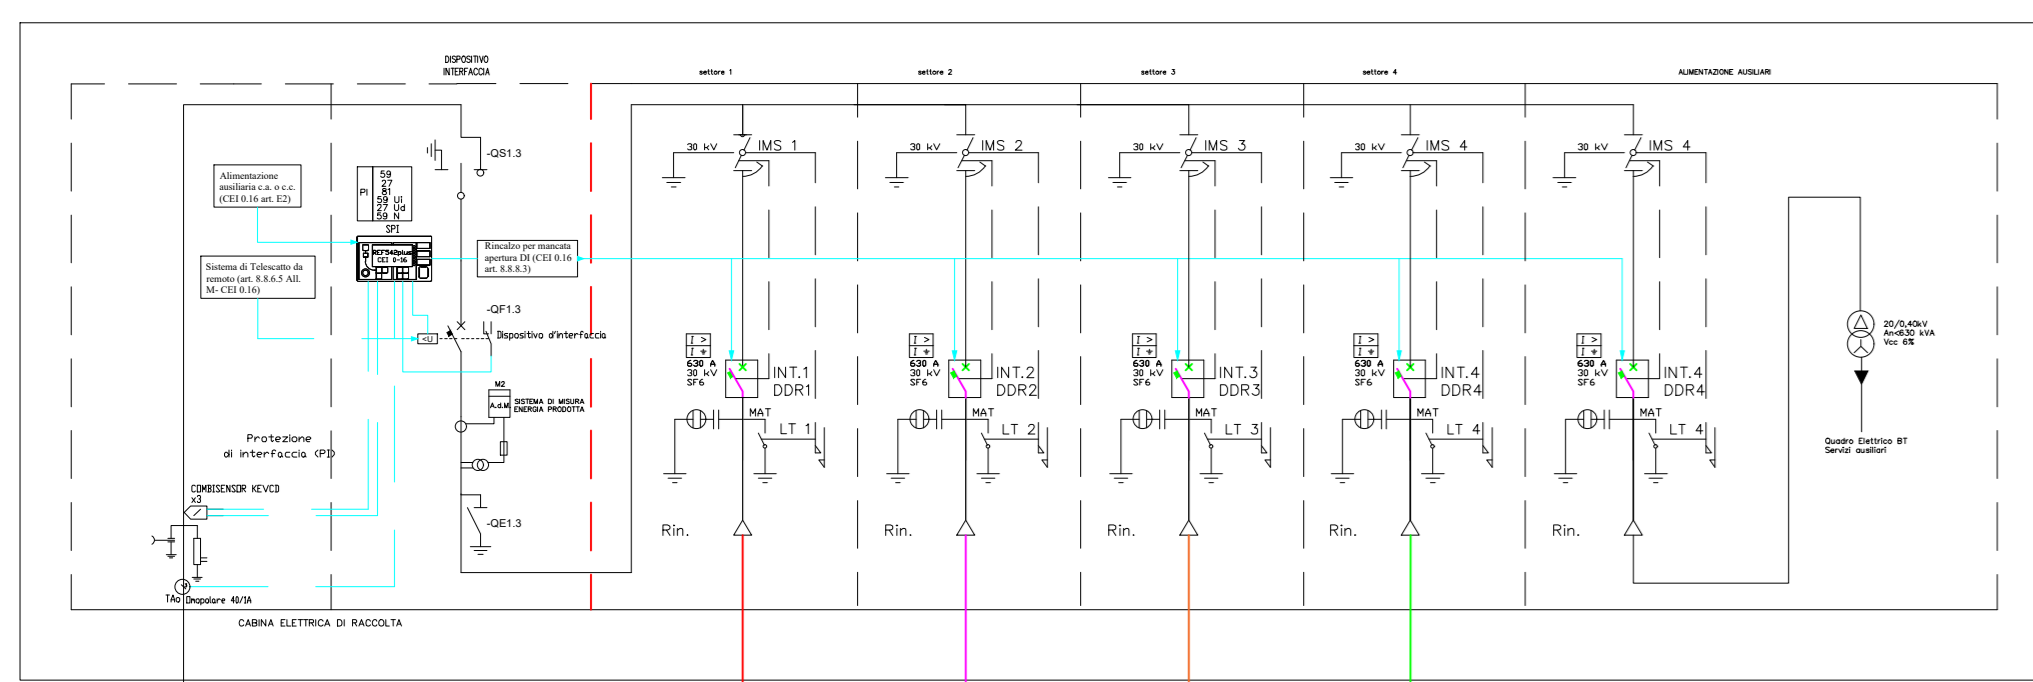 DISPOSITIVO
INTERFACCIA
settore 1
settore 2
settore 3
settore 4
ALIMENTAZIONE AUSILIARI
-QS1.3
Alimentazione
ausiliaria c.a. o c.c.
(CEI 0.16 art. E2)
PI
59
27
81
59 Ui
27 Ud
59 N
SPI
REF542plus
CEI 0-16
Sistema di Telescatto da
remoto (art. 8.8.6.5 All.
M- CEI 0.16)
Rincalzo per mancata
apertura DI (CEI 0.16
art. 8.8.8.3)
-QF1.3
<U
Dispositivo d'interfaccia
M2
A.d.M.
SISTEMA DI MISURA
ENERGIA PRODOTTA
Protezione
di interfaccia (PI)
COMBISENSOR KEVCD
x3
-QE1.3
TAo Omopolare 40/1A
CABINA ELETTRICA DI RACCOLTA
30 kV
IMS 1
I >
630 A
30 kV
SF6
INT.1
DDR1
MAT
LT 1
Rin.
30 kV
IMS 2
I >
630 A
30 kV
SF6
INT.2
DDR2
MAT
LT 2
Rin.
30 kV
IMS 3
I >
630 A
30 kV
SF6
INT.3
DDR3
MAT
LT 3
Rin.
30 kV
IMS 4
I >
630 A
30 kV
SF6
INT.4
DDR4
MAT
LT 4
Rin.
30 kV
IMS 4
I >
630 A
30 kV
SF6
INT.4
DDR4
MAT
LT 4
Rin.
20/0,40kV
An<630 kVA
Vcc 6%
Quadro Elettrico BT
Servizi ausiliari